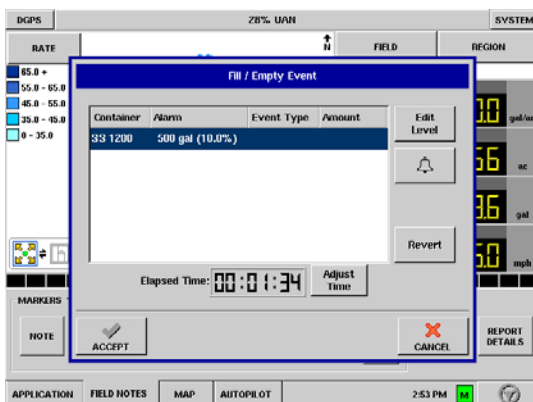 DGPS 28% UAN SYSTEM
RATE N FIELD REGION
65.0 +
55.0 - 65.0
45.0 - 55.0
35.0 - 45.0
0 - 35.0
Fill / Empty Event
Container Alarm Event Type Amount
SS 1200 500 gal (10.0%)
Edit
Level
Revert
Elapsed Time: 00:01:34
Adjust
Time
ACCEPT
CANCEL
ac
gal
mph
MARKERS
NOTE
REPORT
DETAILS
APPLICATION FIELD NOTES MAP AUTOPILOT 2:53 PM M